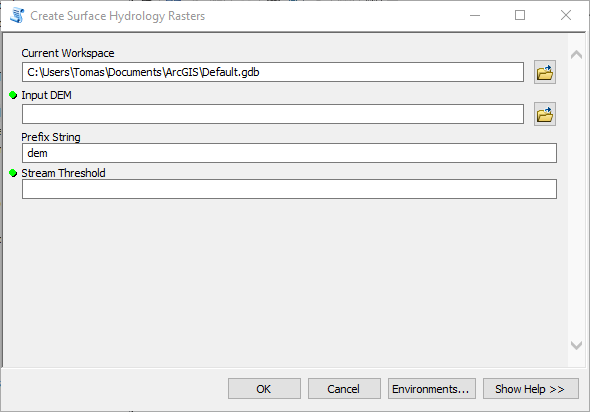 Create Surface Hydrology Rasters
Current Workspace
C:\Users\Tomas\Documents\ArcGIS\Default.gdb
Input DEM
Prefix String
dem
Stream Threshold
OK Cancel Environments... Show Help >>